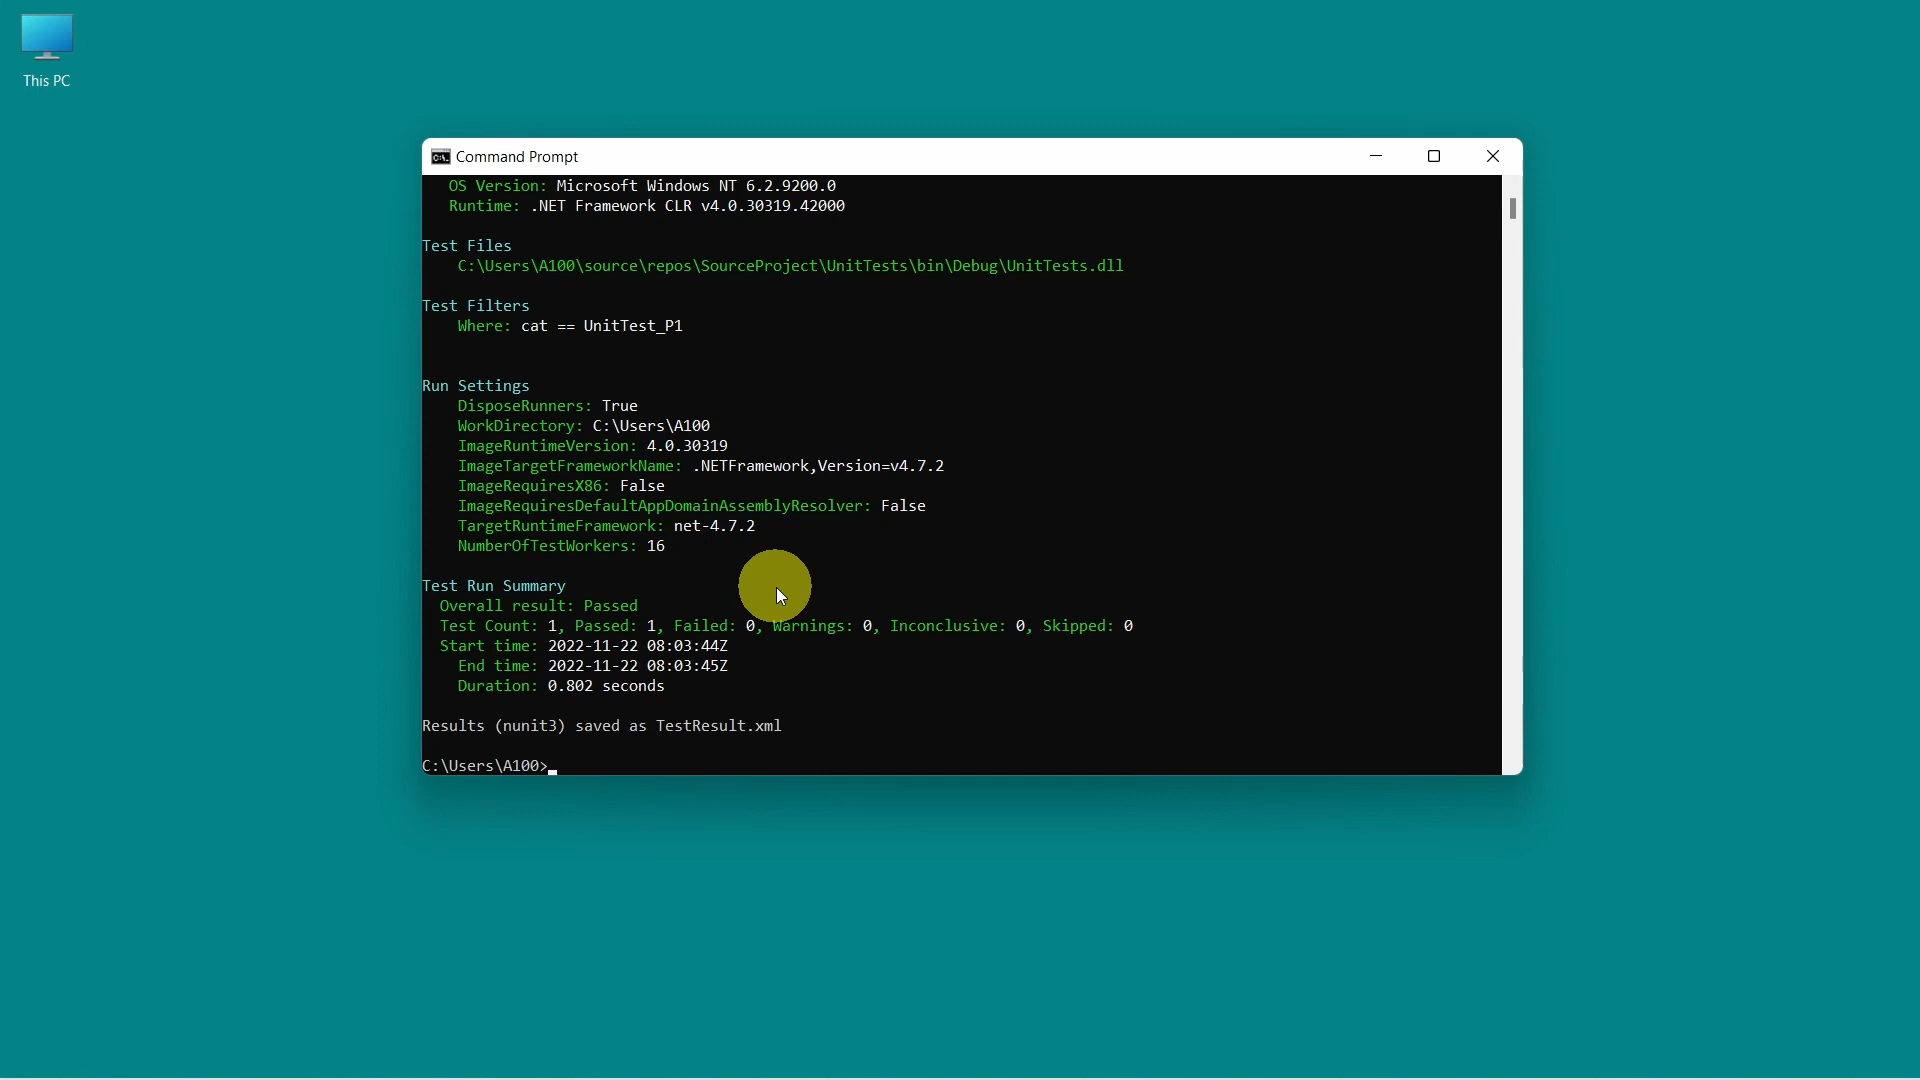 This PC
Command Prompt
OS Version: Microsoft Windows NT 6.2.9200.0
Runtime: .NET Framework CLR v4.0.30319.42000
Test Files
C:\Users\A100\source\repos\SourceProject\UnitTests\bin\Debug\UnitTests.dll
Test Filters
Where: cat == UnitTest_P1
Run Settings
DisposeRunners: True
WorkDirectory: C:\Users\A100
ImageRuntimeVersion: 4.0.30319
ImageTargetFrameworkName: .NETFramework,Version=v4.7.2
ImageRequiresX86: False
ImageRequiresDefaultAppDomainAssemblyResolver: False
TargetRuntimeFramework: net-4.7.2
NumberOfTestWorkers: 16
Test Run Summary
Overall result: Passed
Test Count: 1, Passed: 1, Failed: 0, Warnings: 0, Inconclusive: 0, Skipped: 0
Start time: 2022-11-22 08:03:44Z
End time: 2022-11-22 08:03:45Z
Duration: 0.802 seconds
Results (nunit3) saved as TestResult.xml
C:\Users\A100>